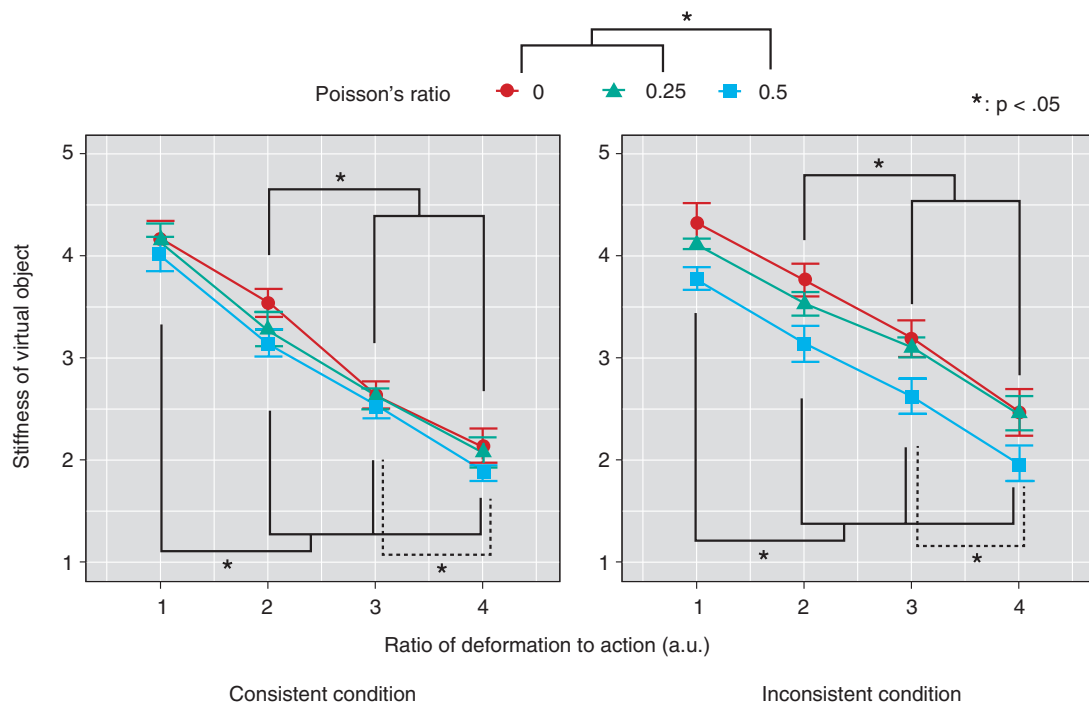 *
Poisson's ratio 0 0.25 0.5
*: p < .05
Stiffness of virtual object
5
4
3
2
1
*
*
*
1 2 3 4
5
4
3
2
1
*
*
*
1 2 3 4
Ratio of deformation to action (a.u.)
Consistent condition
Inconsistent condition